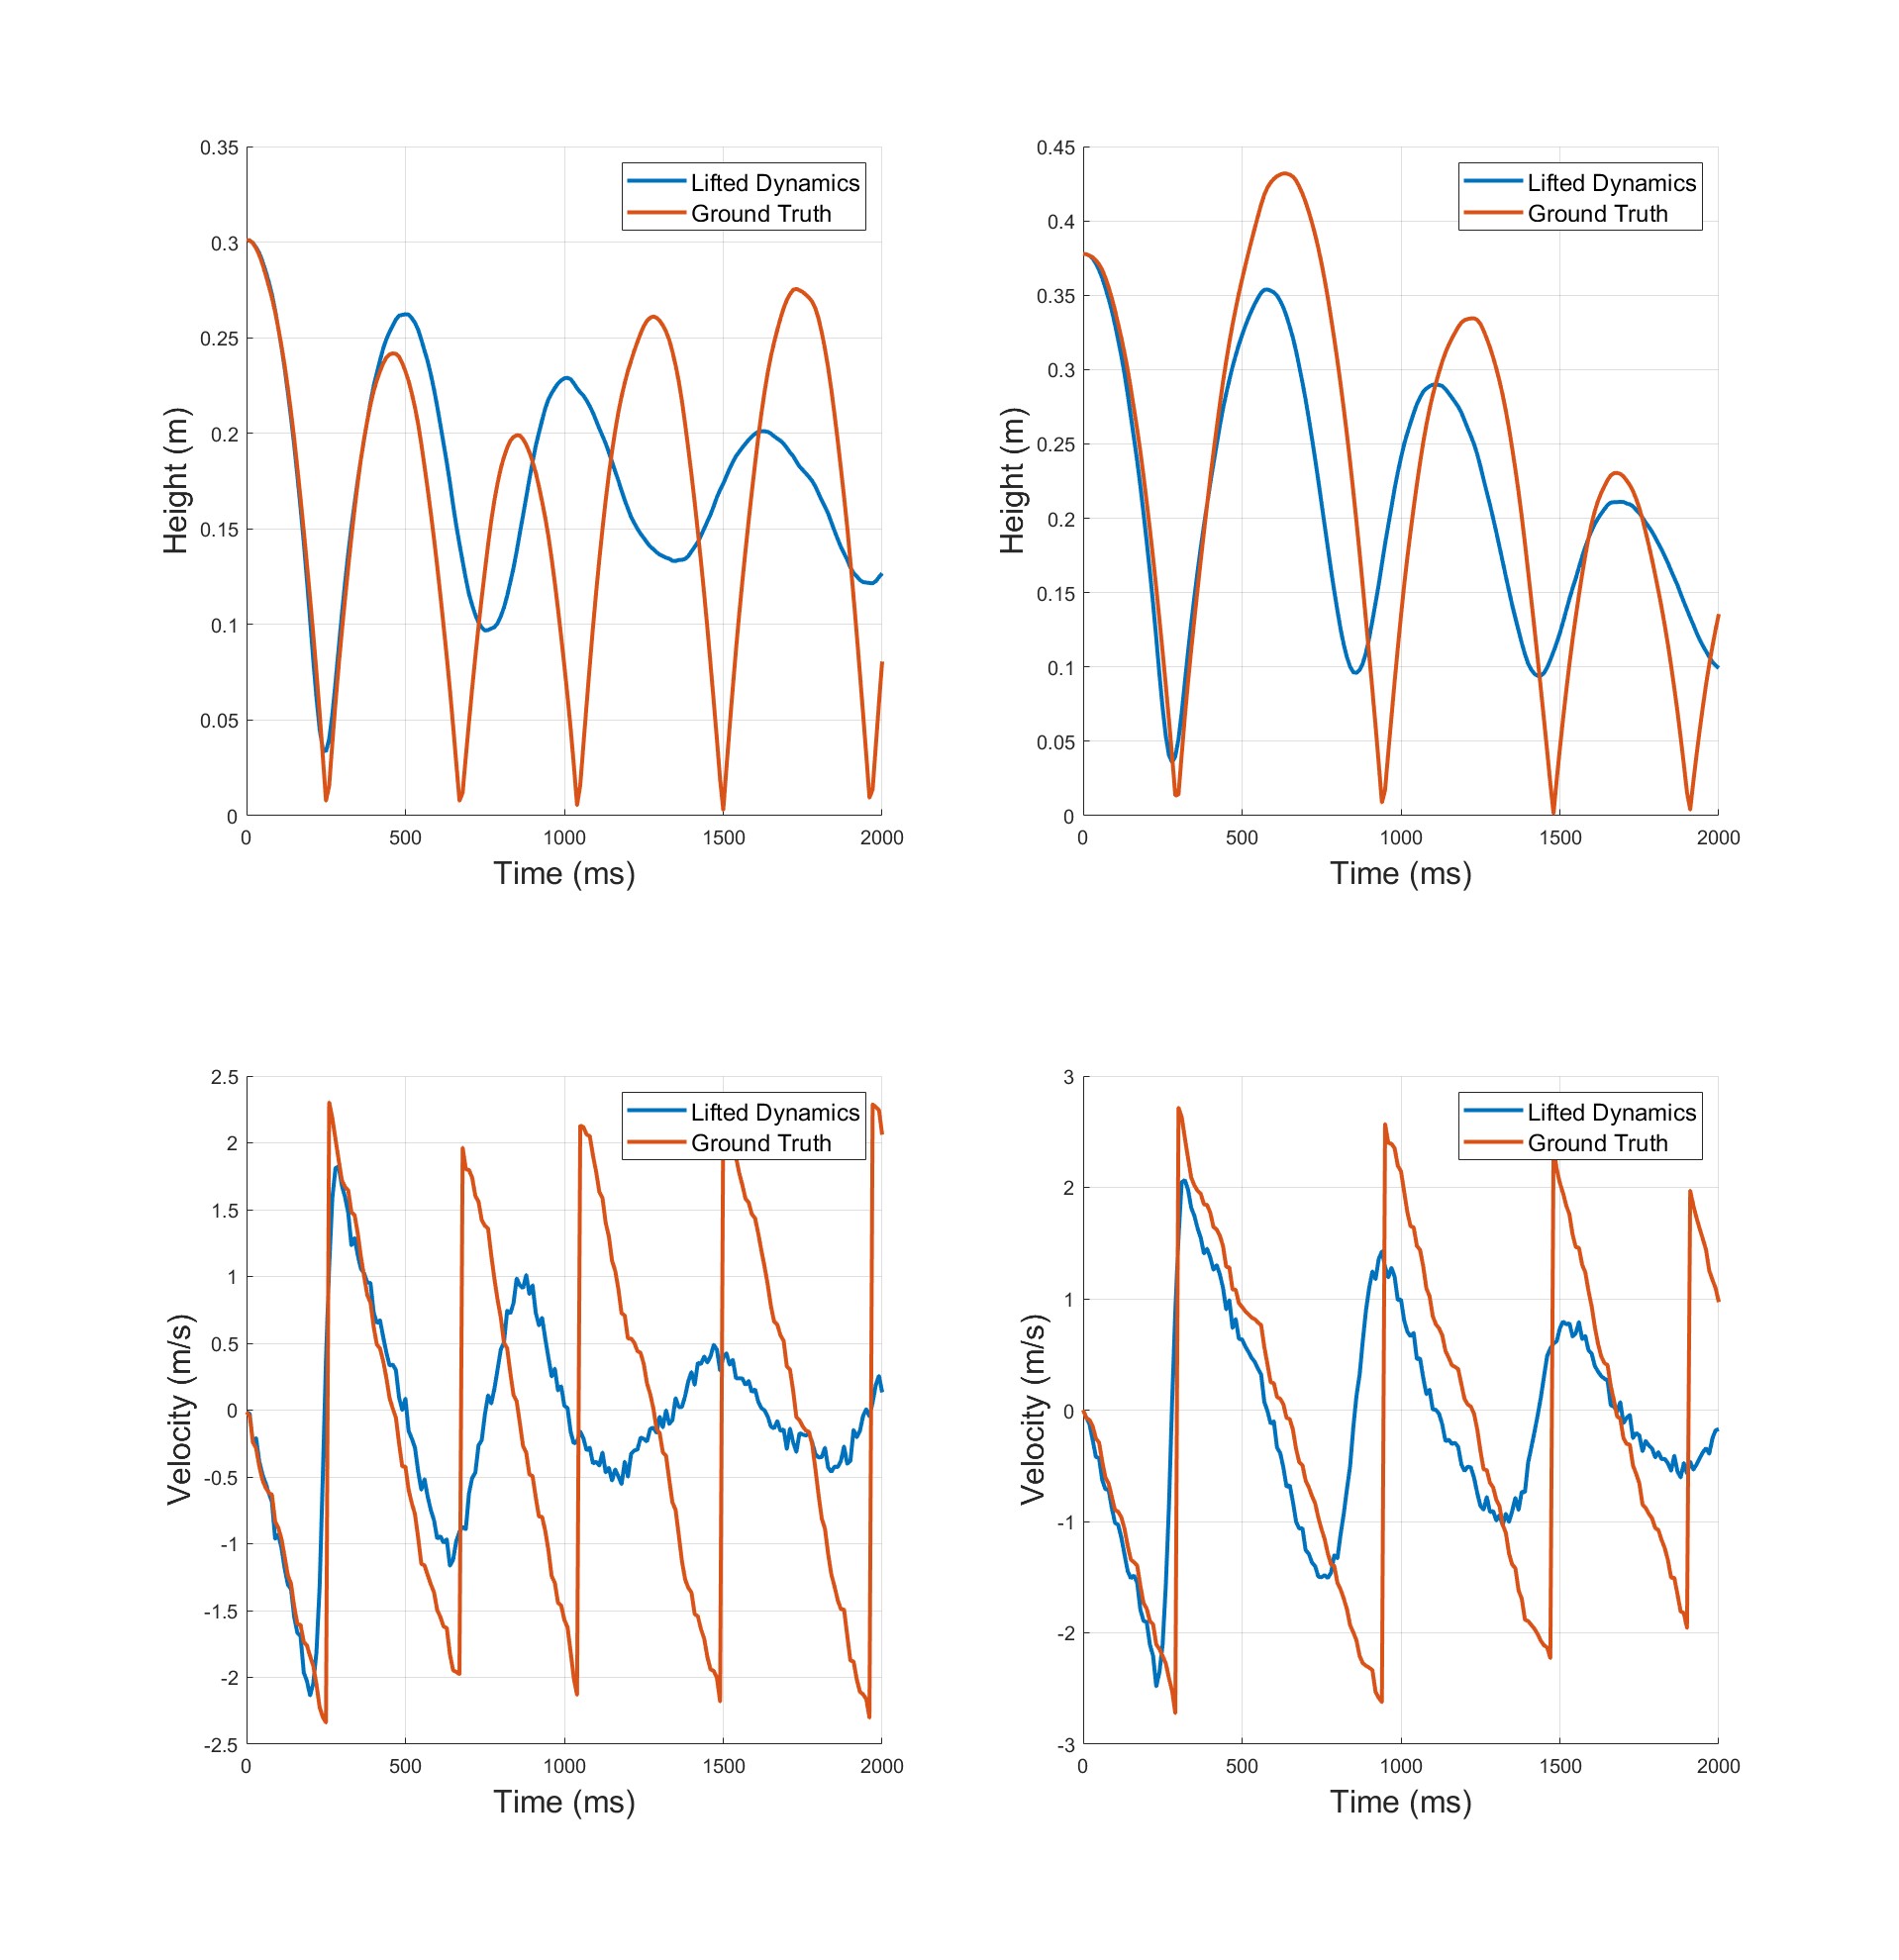 0.35
0.3
0.25
0.2
0.15
0.1
0.05
0
Height (m)
Lifted Dynamics
Ground Truth
0 500 1000 1500 2000
Time (ms)
0.45
0.4
0.35
0.3
0.25
0.2
0.15
0.1
0.05
0
Height (m)
Lifted Dynamics
Ground Truth
0 500 1000 1500 2000
Time (ms)
2.5
2
1.5
1
0.5
0
-0.5
-1
-1.5
-2
-2.5
Velocity (m/s)
Lifted Dynamics
Ground Truth
0 500 1000 1500 2000
Time (ms)
3
2
1
0
-1
-2
-3
Velocity (m/s)
Lifted Dynamics
Ground Truth
0 500 1000 1500 2000
Time (ms)